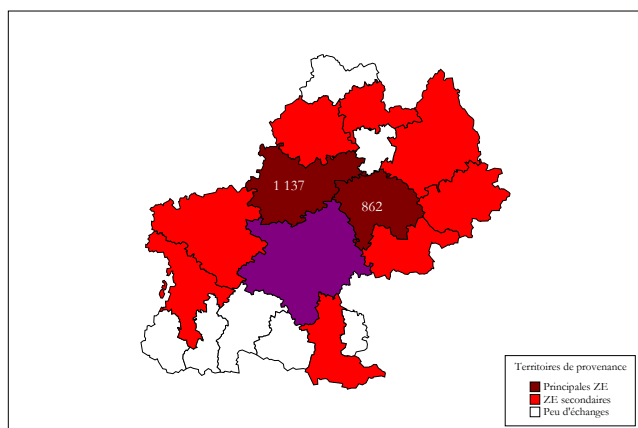 1 137
862
Territoires de provenance
Principales ZE
ZE secondaires
Peu d'échanges